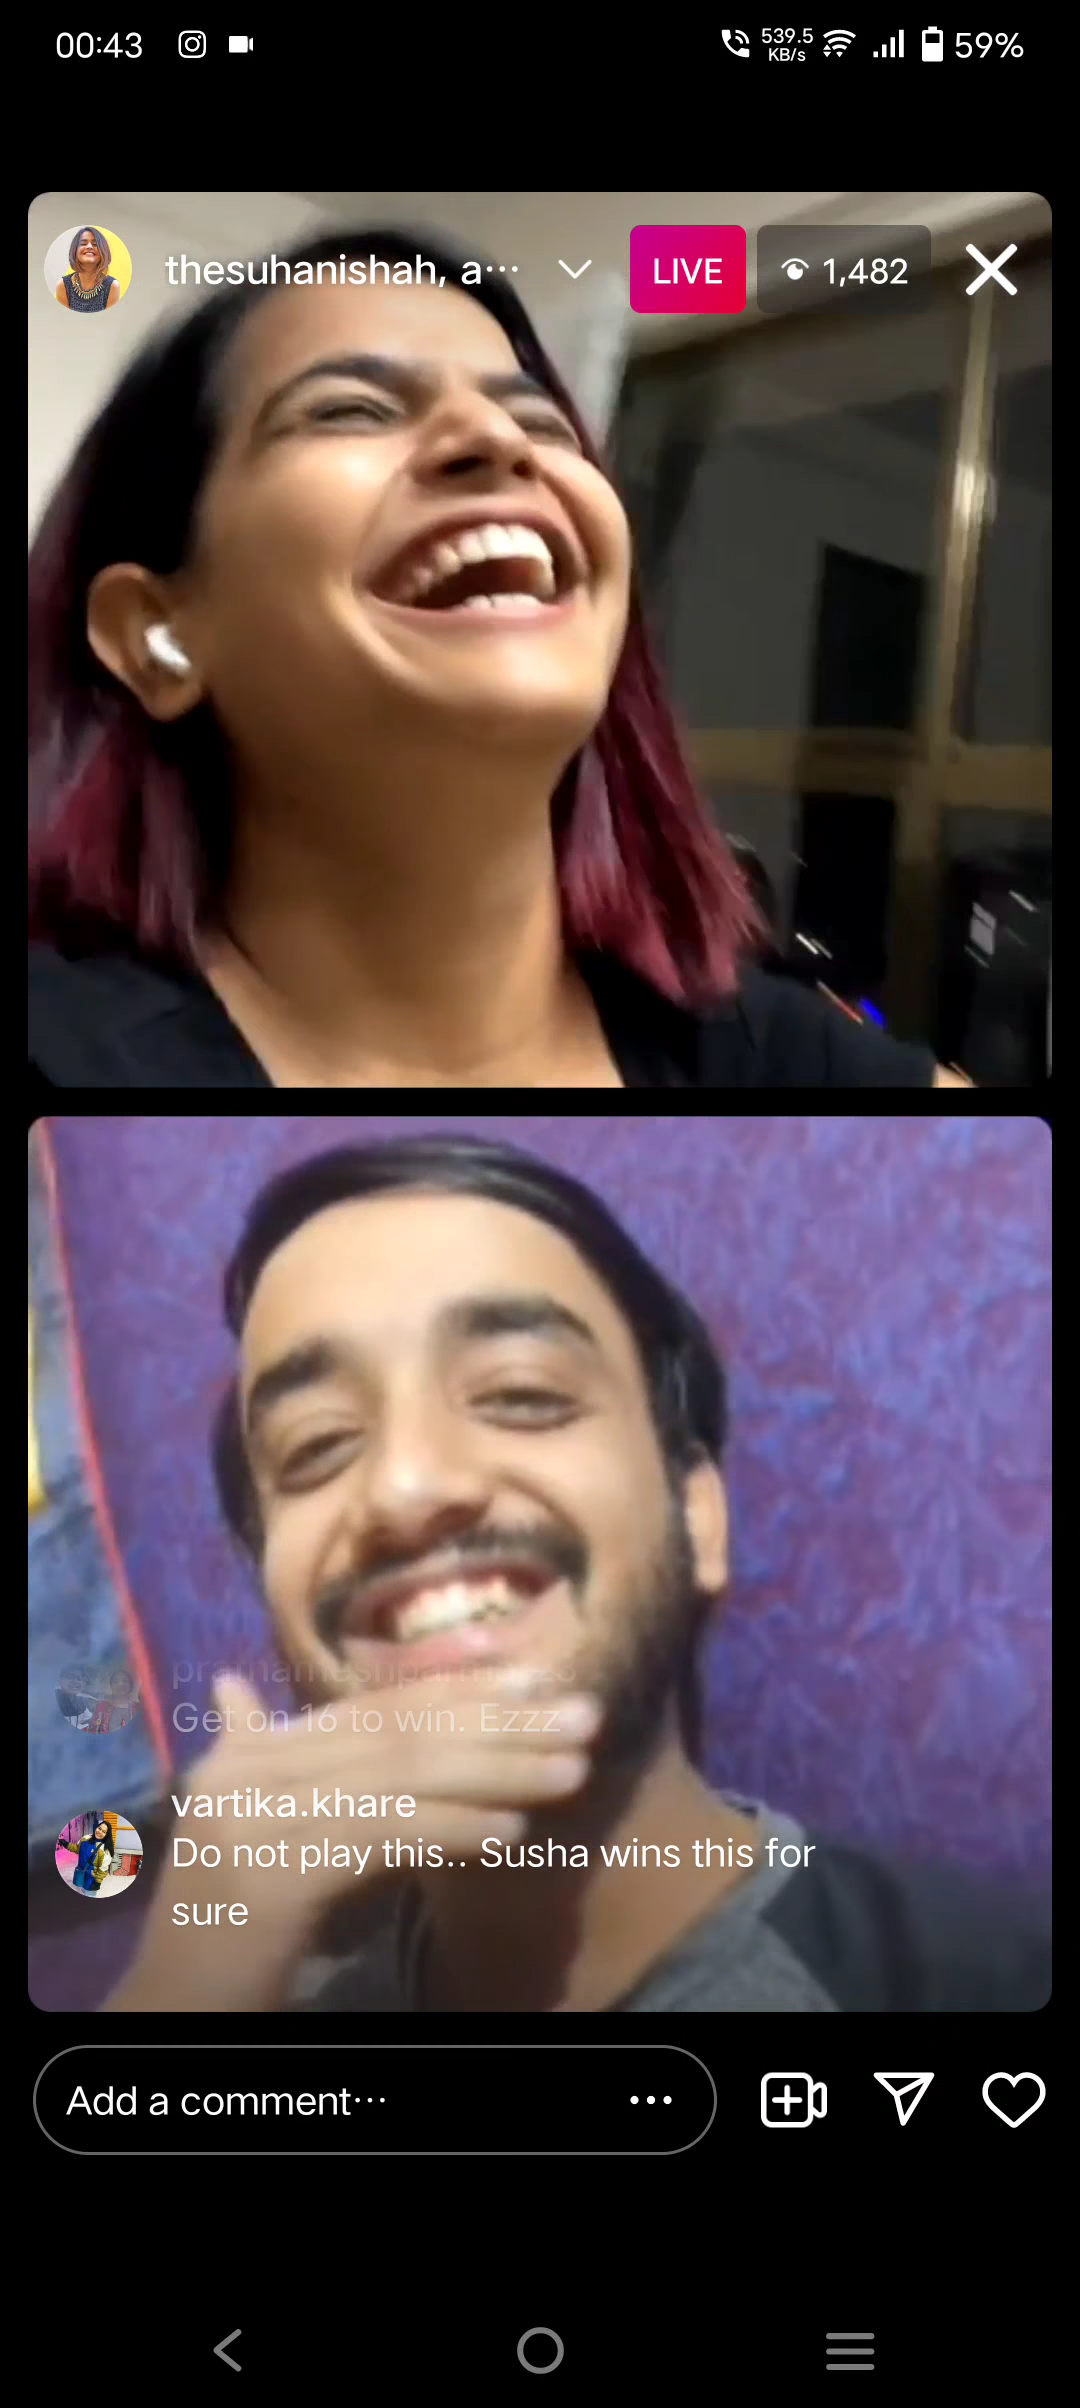 00:43
539.5
KB/s
59%
thesuhanishah, a···
LIVE
1,482
Get on 16 to win. Ezzz
vartika.khare
Do not play this.. Susha wins this for
sure
Add a comment···